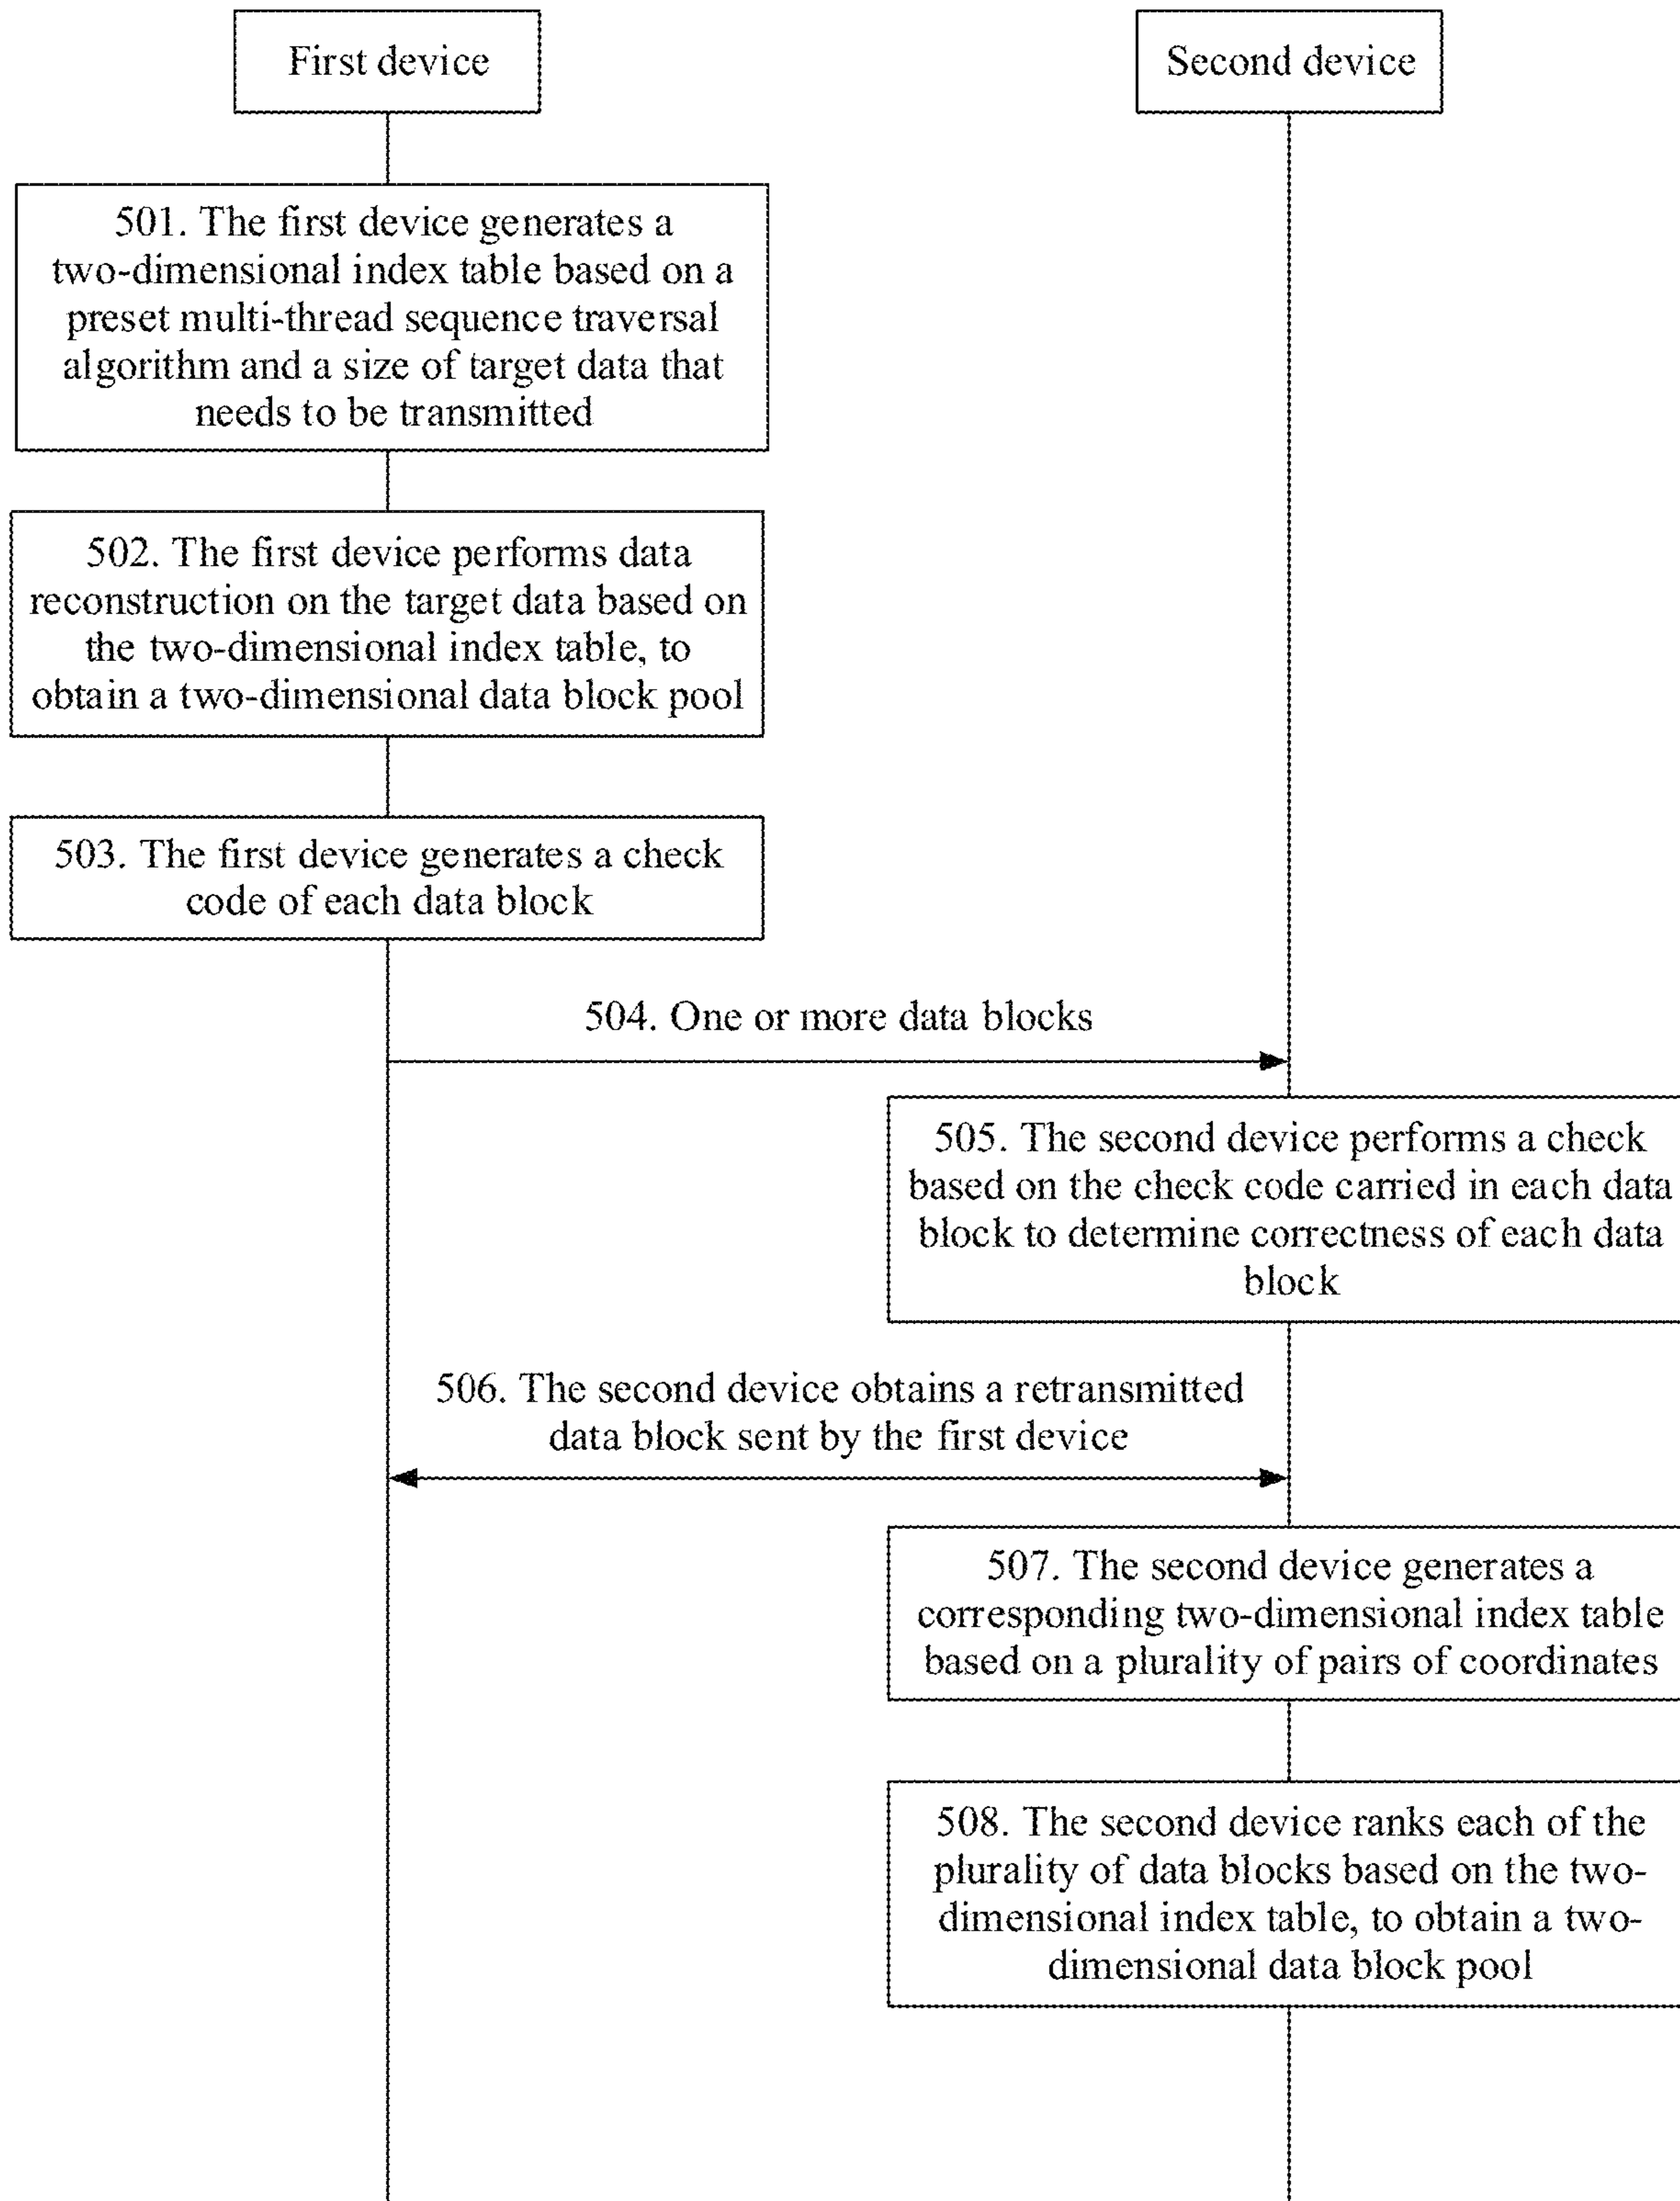 First device
Second device
501. The first device generates a
two-dimensional index table based on a
preset multi-thread sequence traversal
algorithm and a size of target data that
needs to be transmitted
502. The first device performs data
reconstruction on the target data based on
the two-dimensional index table, to
obtain a two-dimensional data block pool
503. The first device generates a check
code of each data block
504. One or more data blocks
505. The second device performs a check
based on the check code carried in each data
block to determine correctness of each data
block
506. The second device obtains a retransmitted
data block sent by the first device
507. The second device generates a
corresponding two-dimensional index table
based on a plurality of pairs of coordinates
508. The second device ranks each of the
plurality of data blocks based on the two-
dimensional index table, to obtain a two-
dimensional data block pool